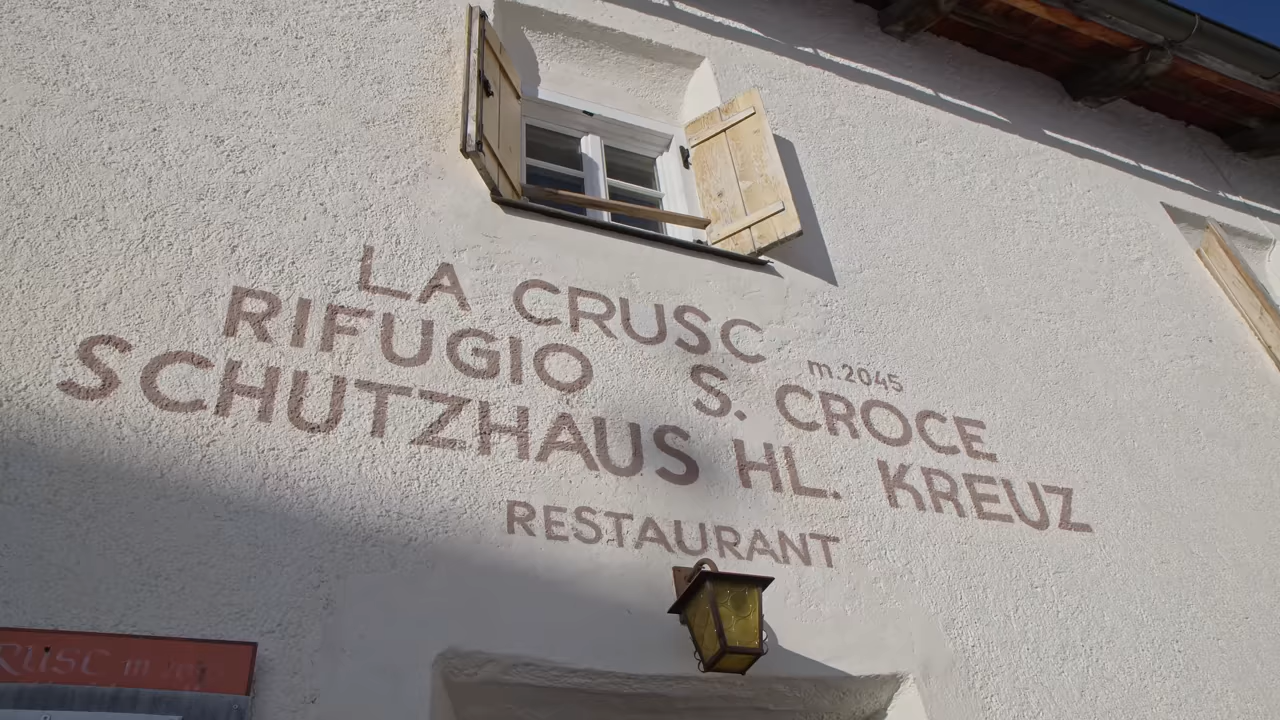 LA CRUSC m.2045
RIFUGIO S. CROCE
SCHUTZHAUS HL. KREUZ
RESTAURANT